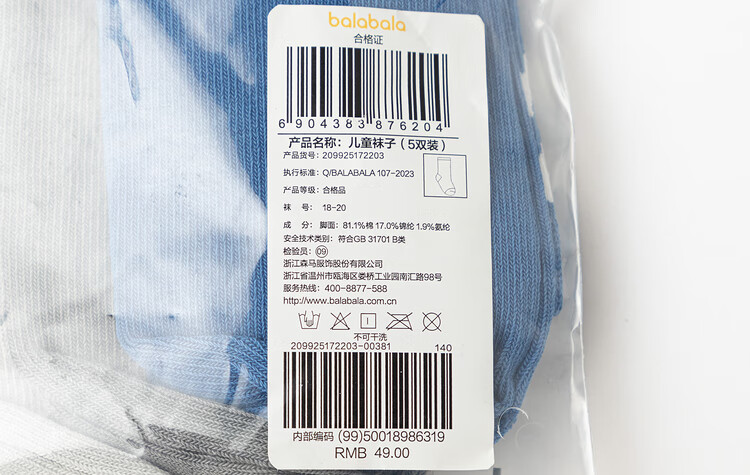 balabala
合格证
6 904383 876204
产品名称：儿童袜子（5双装）
产品货号：209925172203
执行标准：Q/BALABALA 107-2023
产品等级：合格品
袜 号：18-20
成 分：脚面：81.1%棉 17.0%锦纶 1.9%氨纶
安全技术类别：符合GB 31701 B类
检验员：09
浙江森马服饰股份有限公司
浙江省温州市瓯海区娄桥工业园南汇路98号
服务热线：400-8877-588
http://www.balabala.com.cn
不可干洗
209925172203-00381 140
内部编码 (99)50018986319
RMB 49.00